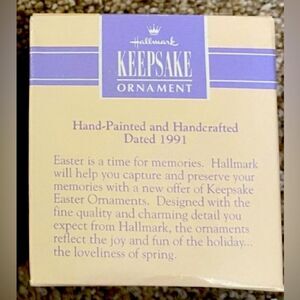 Hallmark
KEEPSAKE
ORNAMENT
Hand-Painted and Handcrafted
Dated 1991
Easter is a time for memories. Hallmark
will help you capture and preserve your
memories with a new offer of Keepsake
Easter Ornaments. Designed with the
fine quality and charming detail you
expect from Hallmark, the ornaments
reflect the joy and fun of the holiday...
the loveliness of spring.